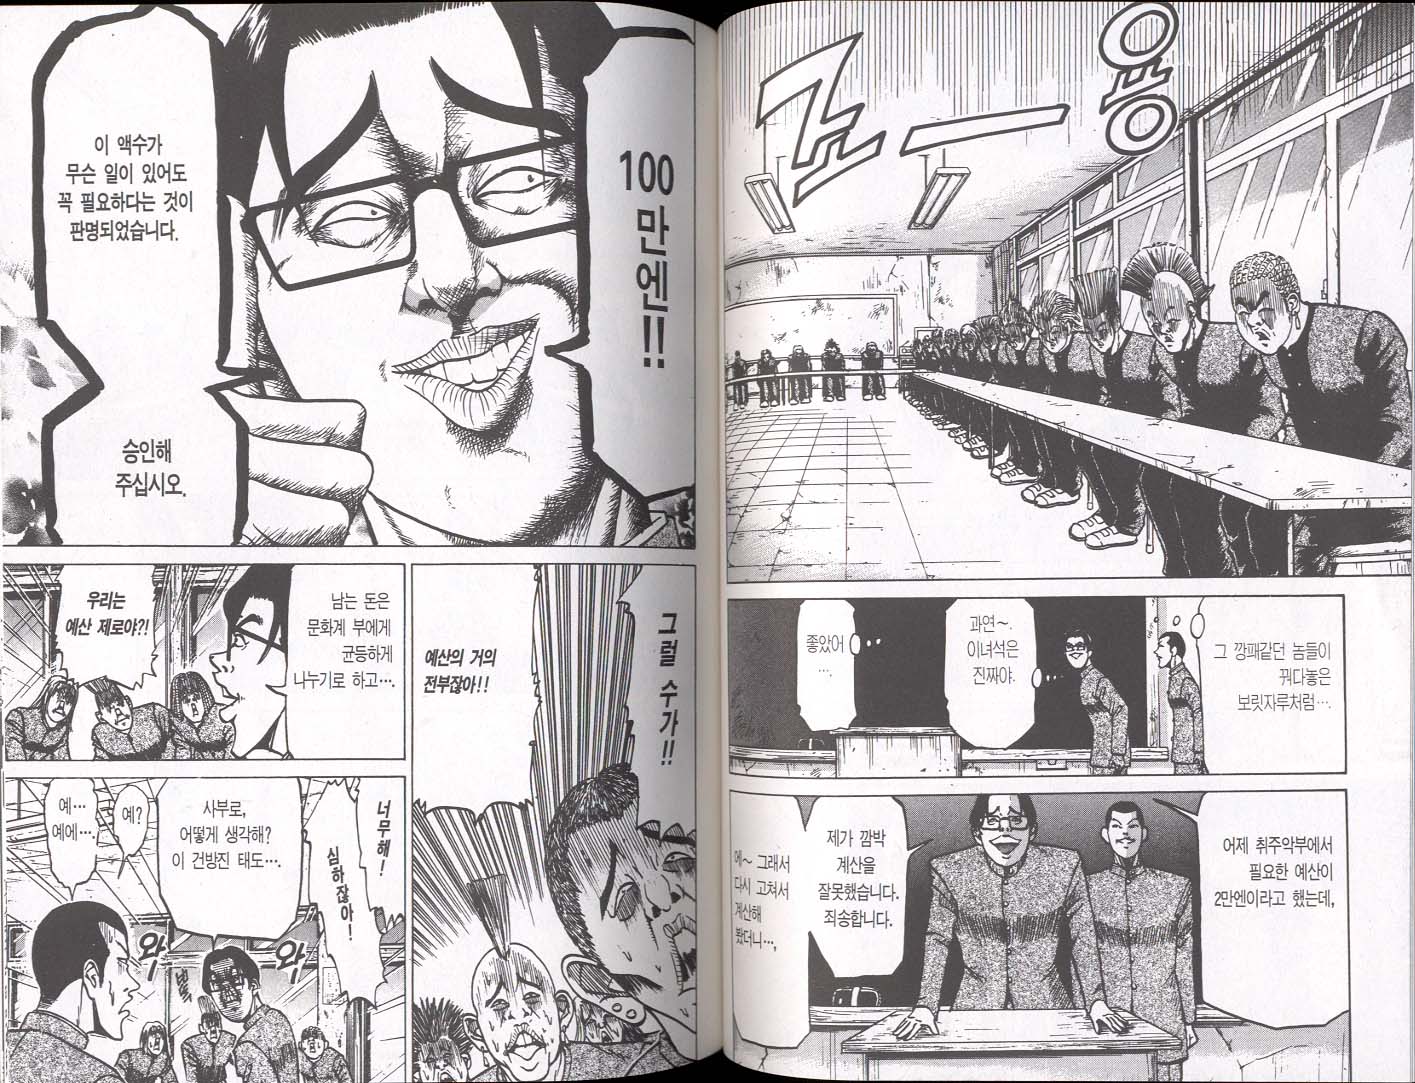 조—용
그 깡패같던 놈들이
꿔다놓은
보릿자루처럼….
과연~.
이녀석은
진짜야.
좋았어
…
어제 취주악부에서
필요한 예산이
2만엔이라고 했는데,
제가 깜박
계산을
잘못했습니다.
죄송합니다.
에~ 그래서
다시 고쳐서
계산해
봤더니…,
100
만
엔!!
이 액수가
무슨 일이 있어도
꼭 필요하다는 것이
판명되었습니다.
승인해
주십시오.
그럴 수가!!
예산의 거의
전부잖아!!
남는 돈은
문화계 부에게
균등하게
나누기로 하고….
우리는
예산 제로야?!
너무해!
심하잖아!
사부로,
어떻게 생각해?
이 건방진 태도….
예?
예…
예에….
와
와